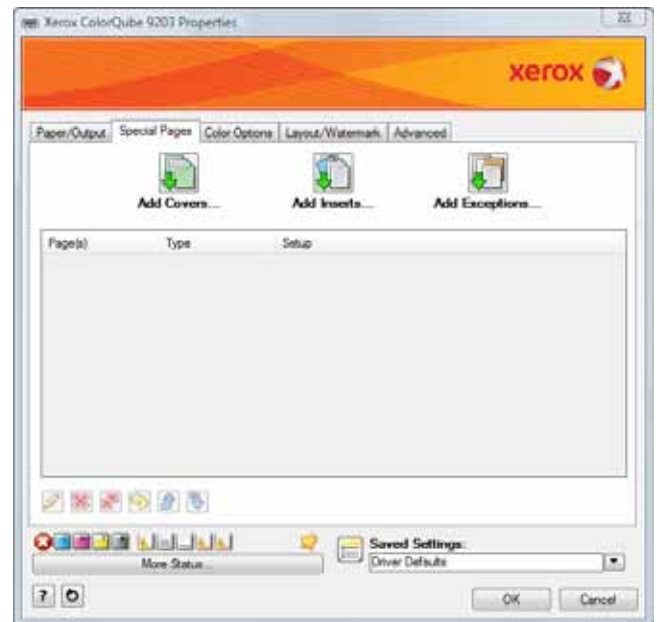 Xerox ColorQube 9203 Properties
xerox
Paper/Output Special Pages Color Options Layout/Watermark Advanced
Add Covers... Add Inserts... Add Exceptions...
Page(s) Type Setup
Saved Settings:
More Status... Driver Defaults
? OK Cancel